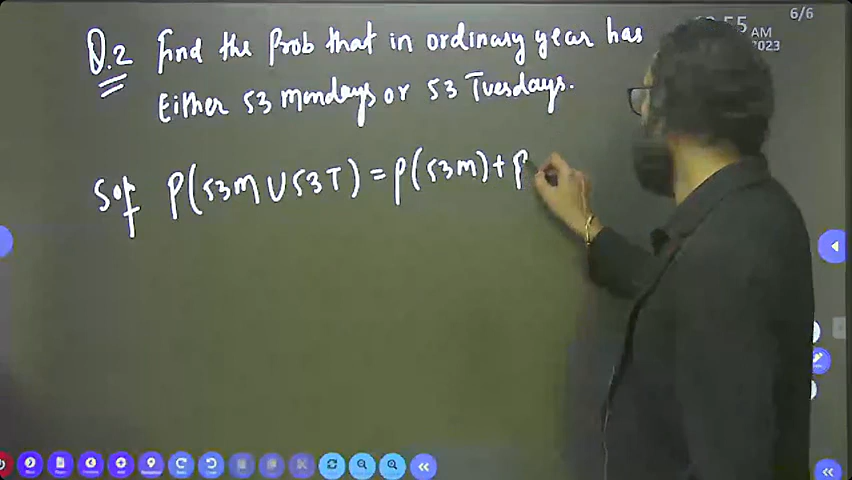 6/6
:55 AM
2023
Q.2 Find the Prob that in ordinary year has
Either 53 Mondays or 53 Tuesdays.
Sol P(53M U 53T) = P(53M) + P